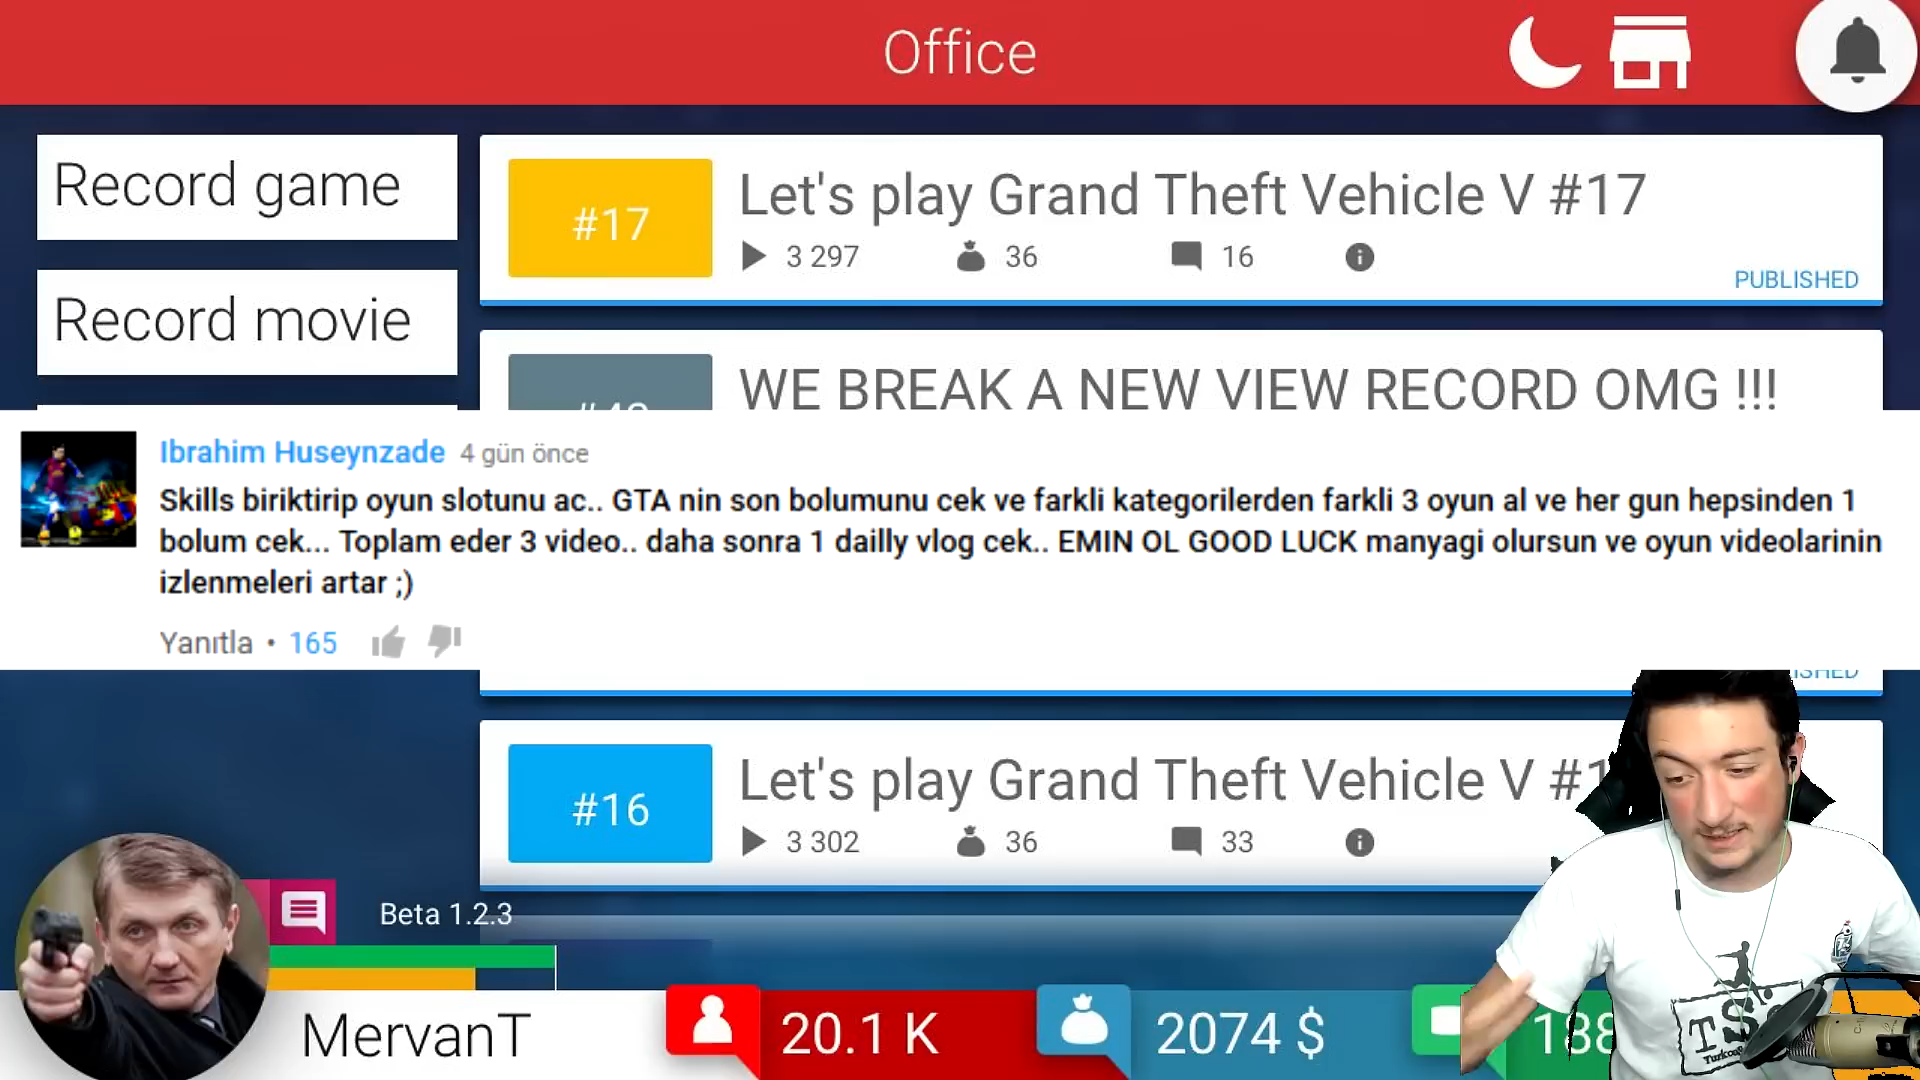 Office
Record game
Record movie
#17
Let's play Grand Theft Vehicle V #17
3 297
36
16
PUBLISHED
WE BREAK A NEW VIEW RECORD OMG !!!
Ibrahim Huseynzade 4 gün önce
Skills biriktirip oyun slotunu ac.. GTA nin son bolumunu cek ve farkli kategorilerden farkli 3 oyun al ve her gun hepsinden 1
bolum cek... Toplam eder 3 video.. daha sonra 1 dailly vlog cek.. EMIN OL GOOD LUCK manyagi olursun ve oyun videolarinin
izlenmeleri artar ;)
Yanıtla • 165
#16
Let's play Grand Theft Vehicle V #1
3 302
36
33
Beta 1.2.3
MervanT
20.1 K
2074 $
188